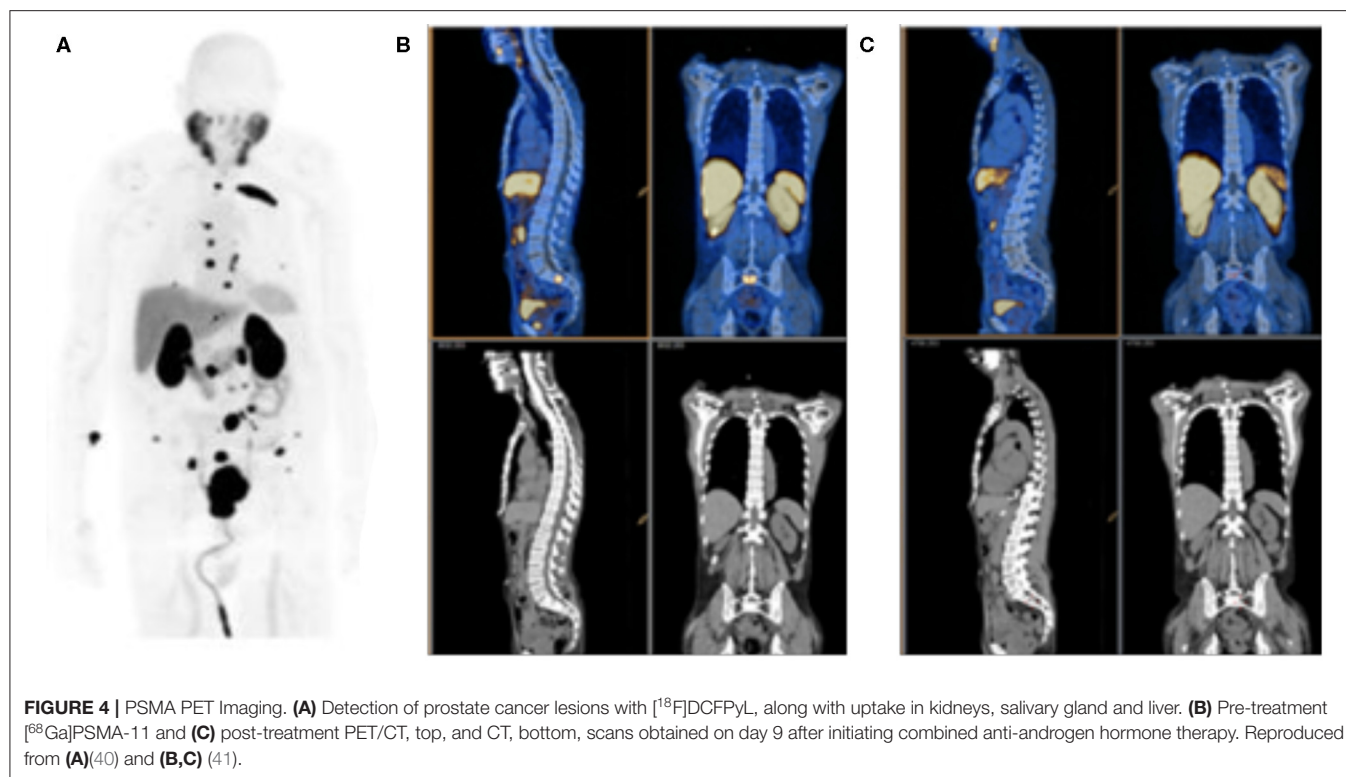 A
B
C
FIGURE 4 | PSMA PET Imaging. (A) Detection of prostate cancer lesions with [18F]DCFPyL, along with uptake in kidneys, salivary gland and liver. (B) Pre-treatment
[68Ga]PSMA-11 and (C) post-treatment PET/CT, top, and CT, bottom, scans obtained on day 9 after initiating combined anti-androgen hormone therapy. Reproduced
from (A)(40) and (B,C) (41).